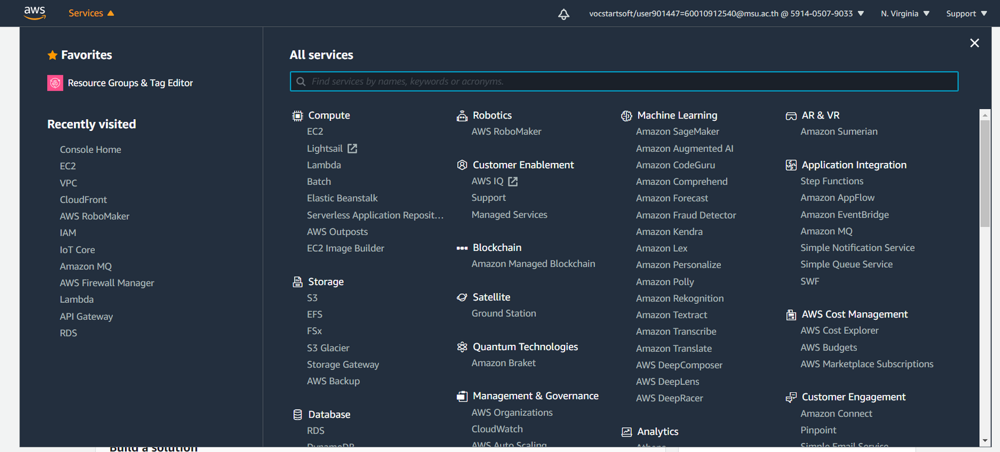 aws
Services
vocstartsoft/user901447=60010912540@msu.ac.th @ 5914-0507-9033
N. Virginia
Support
Favorites
Resource Groups & Tag Editor
Recently visited
Console Home
EC2
VPC
CloudFront
AWS RoboMaker
IAM
IoT Core
Amazon MQ
AWS Firewall Manager
Lambda
API Gateway
RDS
All services
Find services by names, keywords or acronyms.
Compute
EC2
Lightsail
Lambda
Batch
Elastic Beanstalk
Serverless Application Reposit...
AWS Outposts
EC2 Image Builder
Storage
S3
EFS
FSx
S3 Glacier
Storage Gateway
AWS Backup
Database
RDS
DynamoDB
Robotics
AWS RoboMaker
Customer Enablement
AWS IQ
Support
Managed Services
Blockchain
Amazon Managed Blockchain
Satellite
Ground Station
Quantum Technologies
Amazon Braket
Management & Governance
AWS Organizations
CloudWatch
AWS Auto Scaling
Machine Learning
Amazon SageMaker
Amazon Augmented AI
Amazon CodeGuru
Amazon Comprehend
Amazon Forecast
Amazon Fraud Detector
Amazon Kendra
Amazon Lex
Amazon Personalize
Amazon Polly
Amazon Rekognition
Amazon Textract
Amazon Transcribe
Amazon Translate
AWS DeepComposer
AWS DeepLens
AWS DeepRacer
Analytics
Athena
AR & VR
Amazon Sumerian
Application Integration
Step Functions
Amazon AppFlow
Amazon EventBridge
Amazon MQ
Simple Notification Service
Simple Queue Service
SWF
AWS Cost Management
AWS Cost Explorer
AWS Budgets
AWS Marketplace Subscriptions
Customer Engagement
Amazon Connect
Pinpoint
Simple Email Service
Build a solution